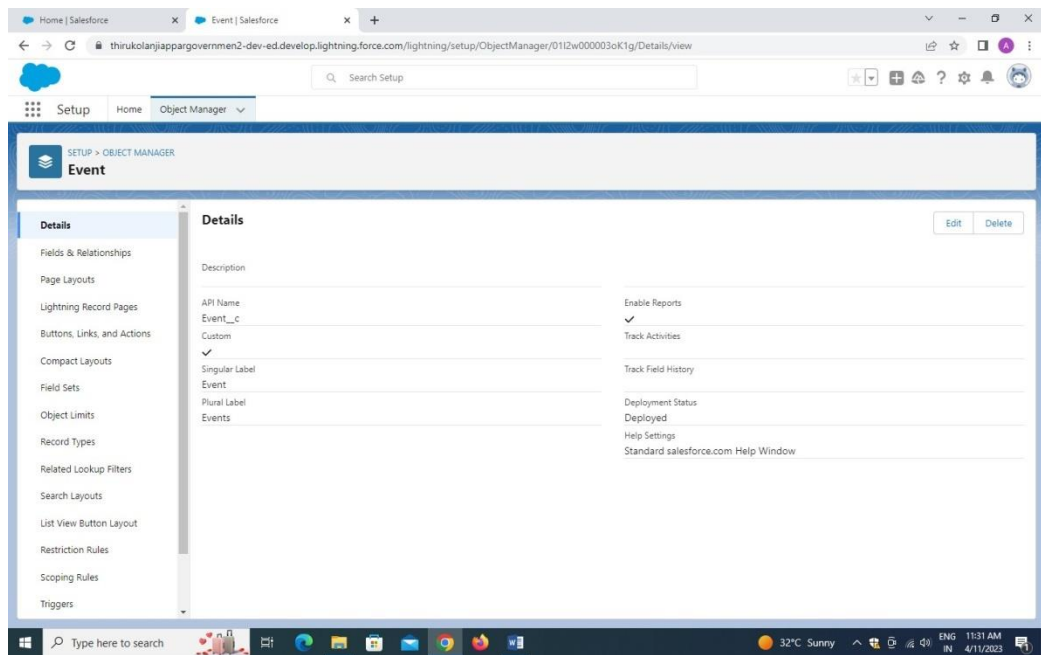 Home | Salesforce
Event | Salesforce
thirukolanjiappargovernmen2-dev-ed.develop.lightning.force.com/lightning/setup/ObjectManager/01I2w000003oK1g/Details/view
A
Search Setup
Setup
Home
Object Manager
SETUP > OBJECT MANAGER
Event
Details
Fields & Relationships
Page Layouts
Lightning Record Pages
Buttons, Links, and Actions
Compact Layouts
Field Sets
Object Limits
Record Types
Related Lookup Filters
Search Layouts
List View Button Layout
Restriction Rules
Scoping Rules
Triggers
Details
Edit
Delete
Description
API Name
Event__c
Custom
Singular Label
Event
Plural Label
Events
Enable Reports
Track Activities
Track Field History
Deployment Status
Deployed
Help Settings
Standard salesforce.com Help Window
Type here to search
32°C Sunny
ENG
IN
11:31 AM
4/11/2023